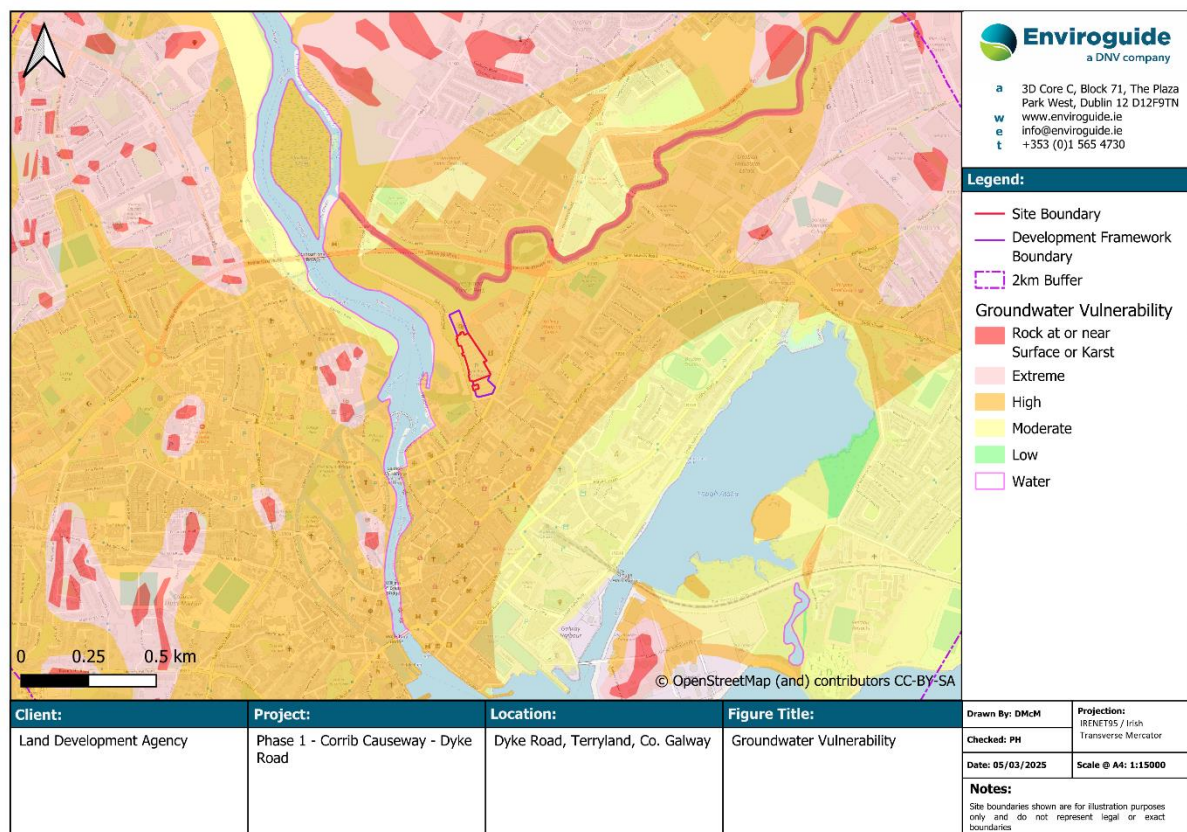 Enviroguide
a DNV company
a 3D Core C, Block 71, The Plaza
Park West, Dublin 12 D12F9TN
w www.enviroguide.ie
e info@enviroguide.ie
t +353 (0)1 565 4730
Legend:
Site Boundary
Development Framework
Boundary
2km Buffer
Groundwater Vulnerability
Rock at or near
Surface or Karst
Extreme
High
Moderate
Low
Water
Lough Atalia
Galway
Harbour
0 0.25 0.5 km
© OpenStreetMap (and) contributors CC-BY-SA
Client:
Land Development Agency
Project:
Phase 1 - Corrib Causeway - Dyke
Road
Location:
Dyke Road, Terryland, Co. Galway
Figure Title:
Groundwater Vulnerability
Drawn By: DMcM
Checked: PH
Date: 05/03/2025
Projection:
IRENET95 / Irish
Transverse Mercator
Scale @ A4: 1:15000
Notes:
Site boundaries shown are for illustration purposes
only and do not represent legal or exact
boundaries